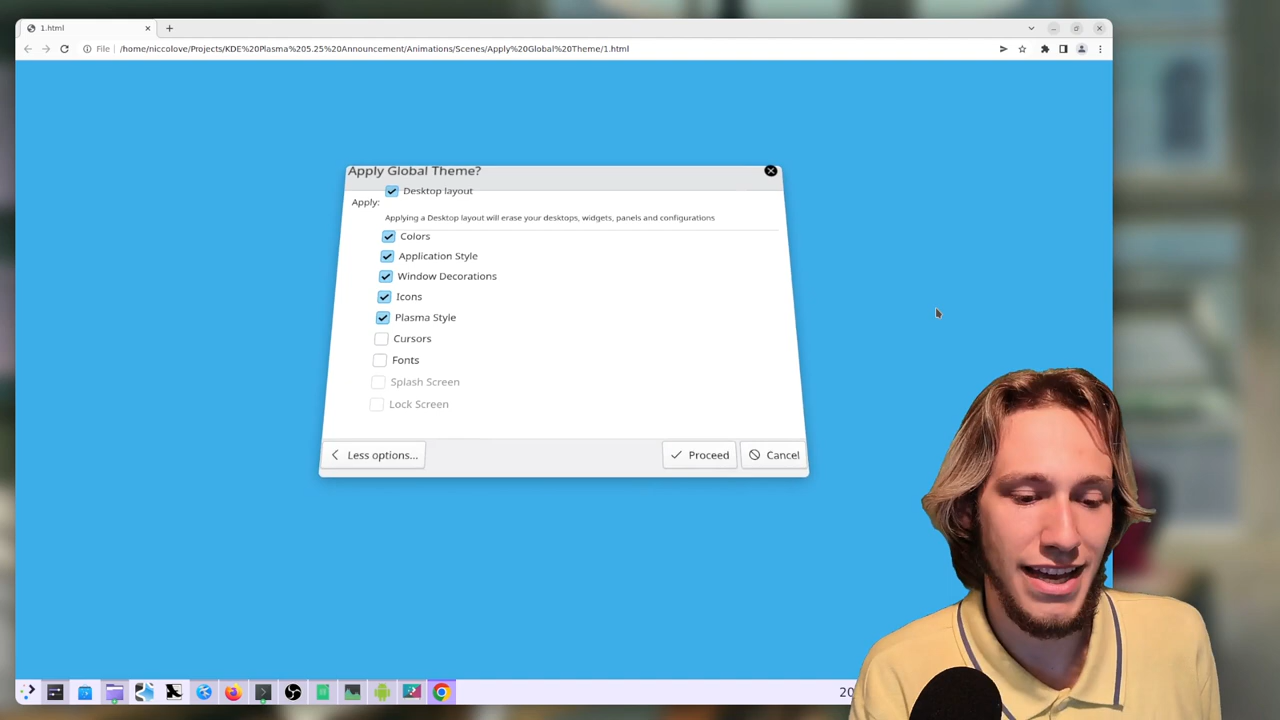 1.html
File
/home/niccolove/Projects/KDE%20Plasma%205.25%20Announcement/Animations/Scenes/Apply%20Global%20Theme/1.html
Apply Global Theme?
Desktop layout
Apply:
Applying a Desktop layout will erase your desktops, widgets, panels and configurations
Colors
Application Style
Window Decorations
Icons
Plasma Style
Cursors
Fonts
Splash Screen
Lock Screen
Less options...
Proceed
Cancel
20